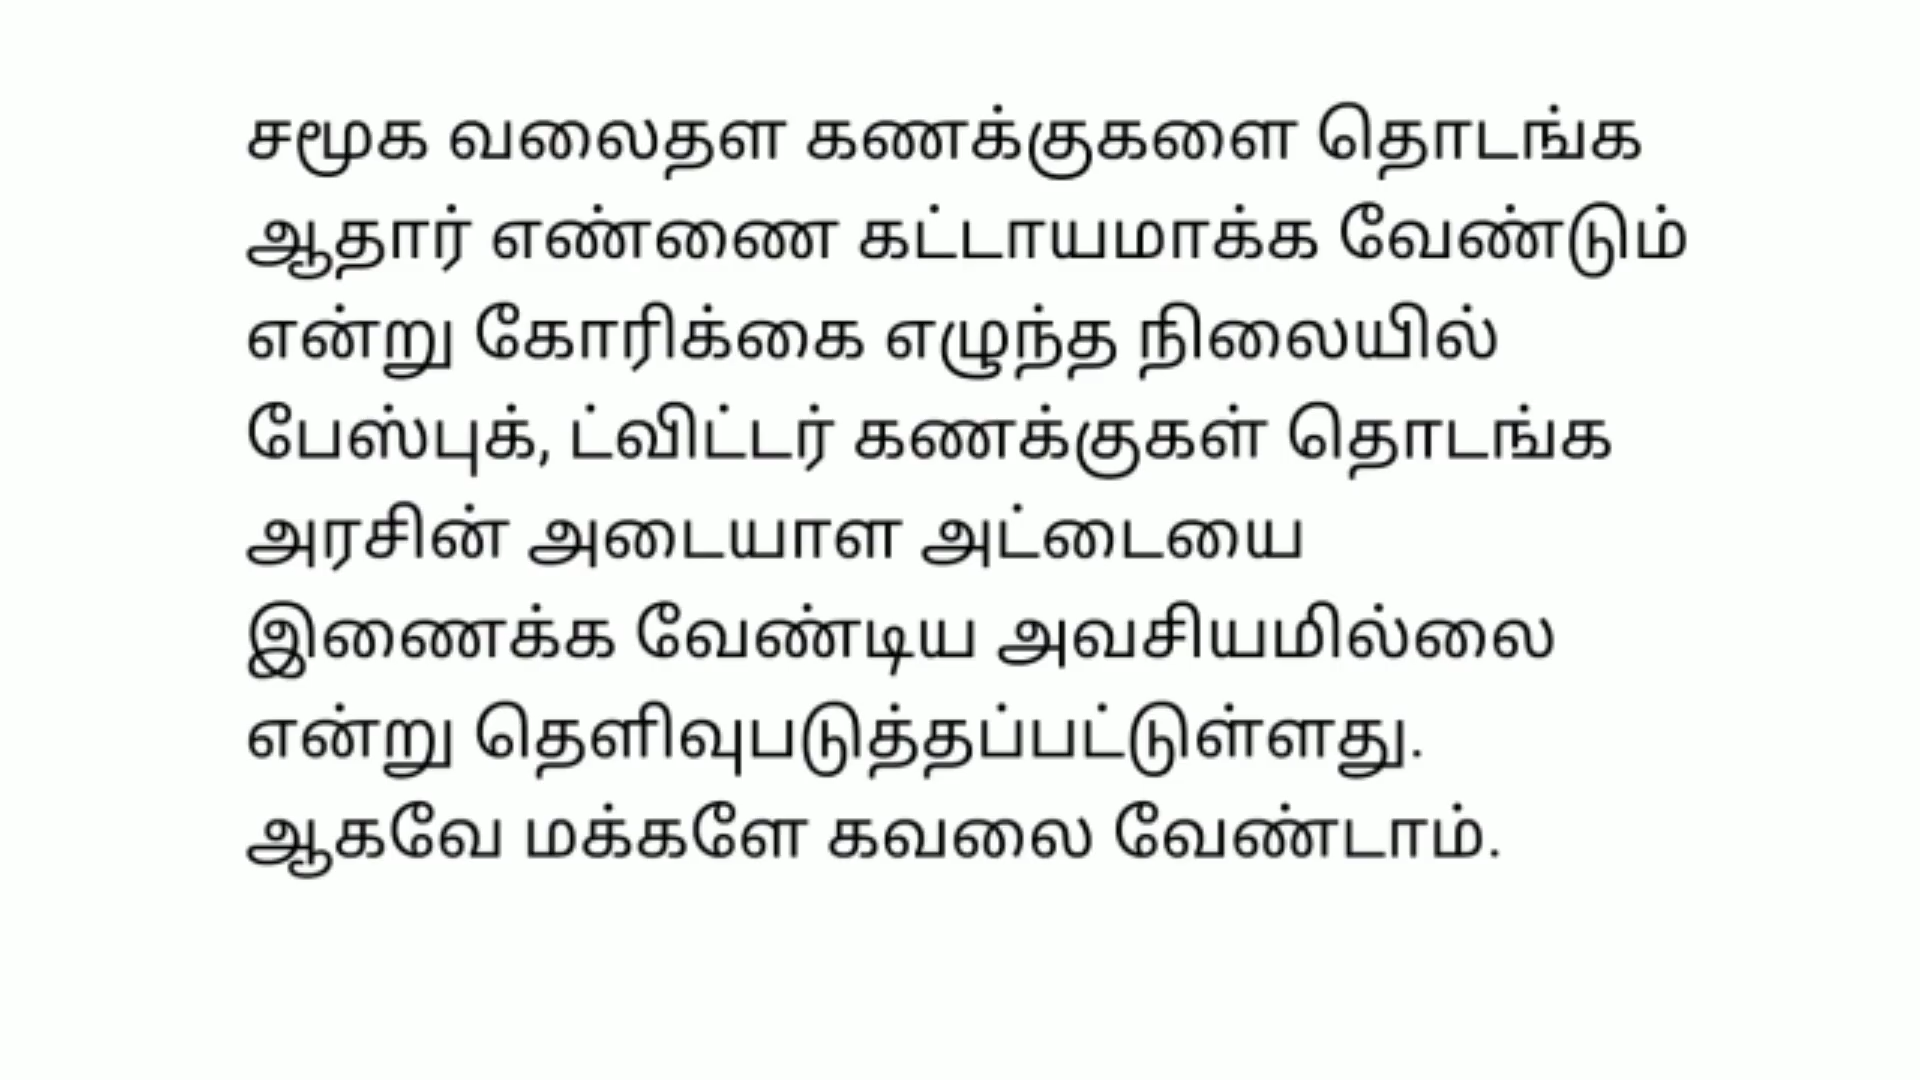 சமூக வலைதள கணக்குகளை தொடங்க
ஆதார் எண்ணை கட்டாயமாக்க வேண்டும்
என்று கோரிக்கை எழுந்த நிலையில்
பேஸ்புக், ட்விட்டர் கணக்குகள் தொடங்க
அரசின் அடையாள அட்டையை
இணைக்க வேண்டிய அவசியமில்லை
என்று தெளிவுபடுத்தப்பட்டுள்ளது.
ஆகவே மக்களே கவலை வேண்டாம்.